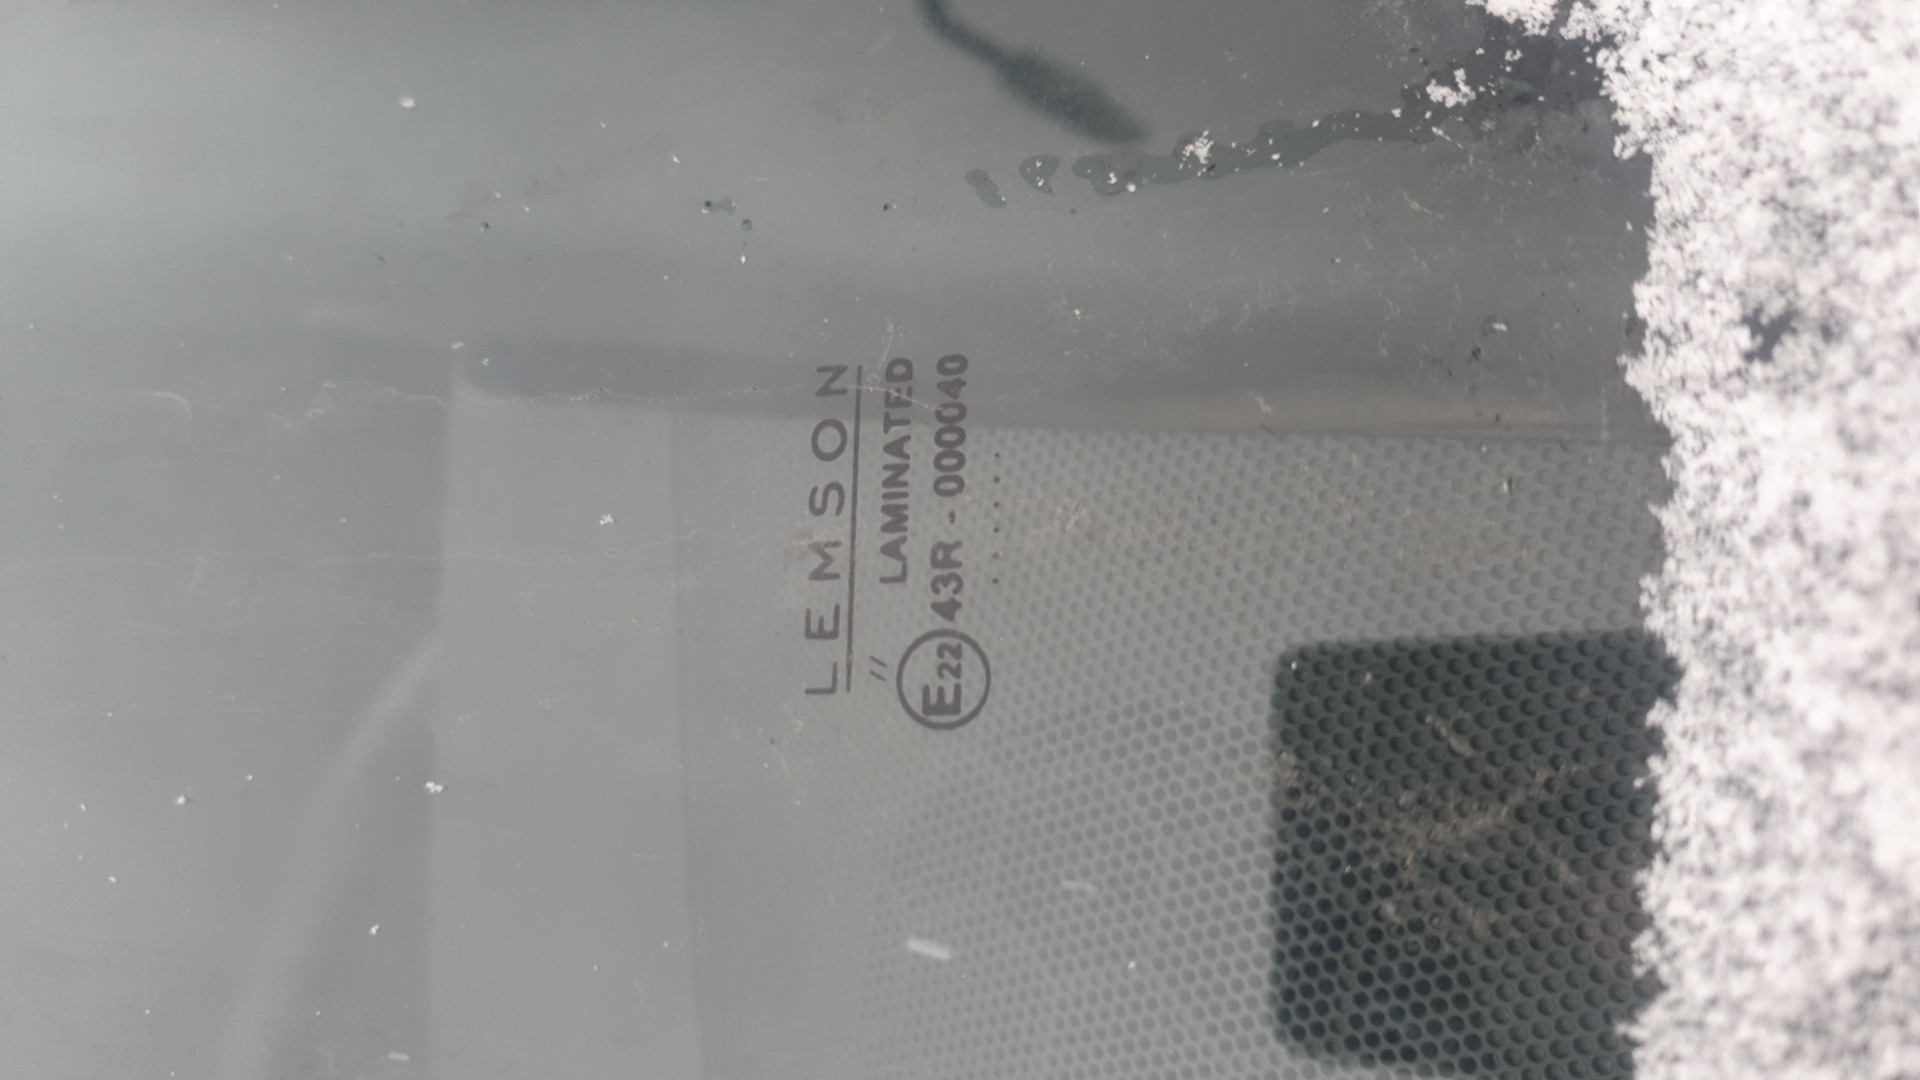 LEMSON
// LAMINATED
E22 43R - 000040
. . . . . .